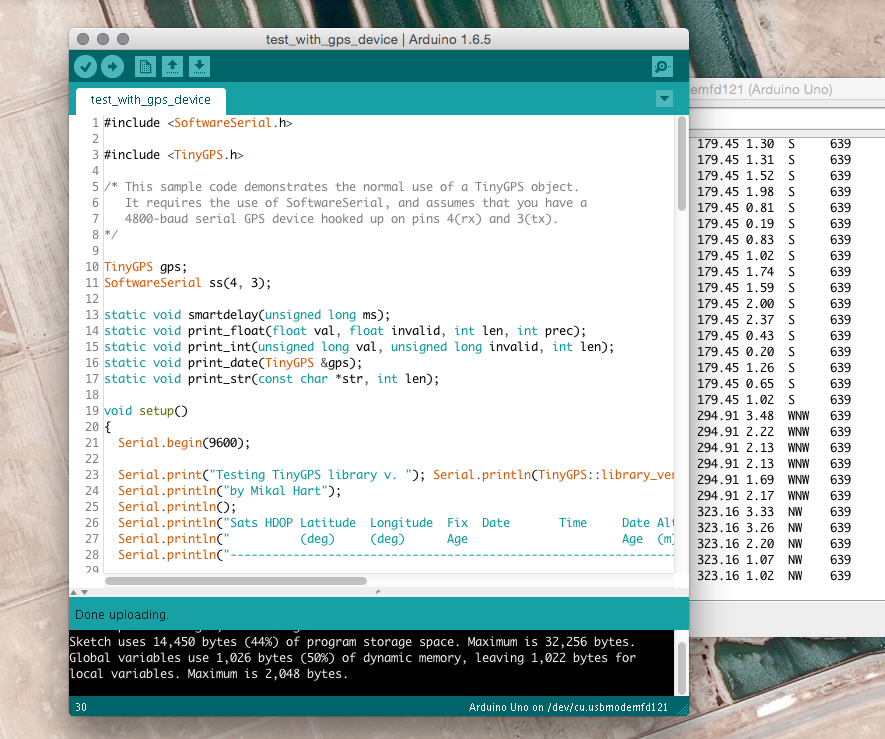 test_with_gps_device | Arduino 1.6.5
test_with_gps_device
1 #include <SoftwareSerial.h>
2
3 #include <TinyGPS.h>
4
5 /* This sample code demonstrates the normal use of a TinyGPS object.
6 It requires the use of SoftwareSerial, and assumes that you have a
7 4800-baud serial GPS device hooked up on pins 4(rx) and 3(tx).
8 */
9
10 TinyGPS gps;
11 SoftwareSerial ss(4, 3);
12
13 static void smartdelay(unsigned long ms);
14 static void print_float(float val, float invalid, int len, int prec);
15 static void print_int(unsigned long val, unsigned long invalid, int len);
16 static void print_date(TinyGPS &gps);
17 static void print_str(const char *str, int len);
18
19 void setup()
20 {
21 Serial.begin(9600);
22
23 Serial.print("Testing TinyGPS library v. "); Serial.println(TinyGPS::library_ver
24 Serial.println("by Mikal Hart");
25 Serial.println();
26 Serial.println("Sats HDOP Latitude Longitude Fix Date Time Date Alt
27 Serial.println(" (deg) (deg) Age Age (m)
28 Serial.println("---------------------------------------------------------------
29
Done uploading.
Sketch uses 14,450 bytes (44%) of program storage space. Maximum is 32,256 bytes.
Global variables use 1,026 bytes (50%) of dynamic memory, leaving 1,022 bytes for
local variables. Maximum is 2,048 bytes.
30 Arduino Uno on /dev/cu.usbmodemfd121
emfd121 (Arduino Uno)
179.45 1.30 S 639
179.45 1.31 S 639
179.45 1.52 S 639
179.45 1.98 S 639
179.45 0.81 S 639
179.45 0.19 S 639
179.45 0.83 S 639
179.45 1.02 S 639
179.45 1.74 S 639
179.45 1.59 S 639
179.45 2.00 S 639
179.45 2.37 S 639
179.45 0.43 S 639
179.45 0.20 S 639
179.45 1.26 S 639
179.45 0.65 S 639
179.45 1.02 S 639
294.91 3.48 WNW 639
294.91 2.22 WNW 639
294.91 2.13 WNW 639
294.91 2.13 WNW 639
294.91 1.69 WNW 639
294.91 2.17 WNW 639
323.16 3.33 NW 639
323.16 3.26 NW 639
323.16 2.20 NW 639
323.16 1.07 NW 639
323.16 1.02 NW 639